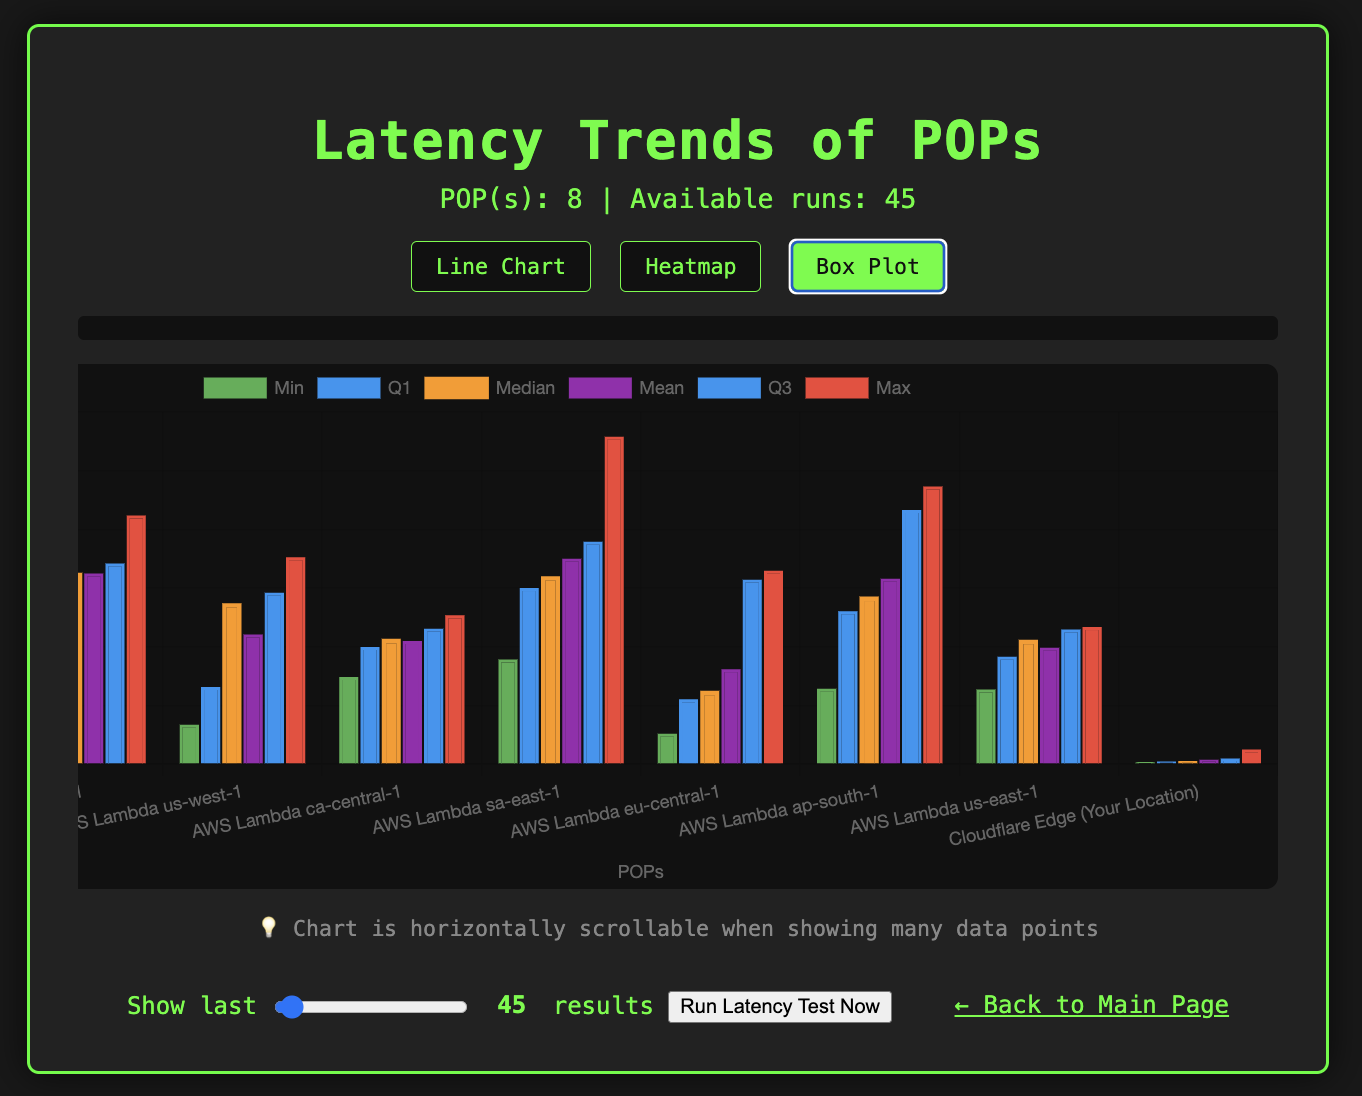 Latency Trends of POPs
POP(s): 8 | Available runs: 45
Line Chart Heatmap Box Plot
Min Q1 Median Mean Q3 Max
1
S Lambda us-west-1
AWS Lambda ca-central-1
AWS Lambda sa-east-1
AWS Lambda eu-central-1
AWS Lambda ap-south-1
AWS Lambda us-east-1
Cloudflare Edge (Your Location)
POPs
💡 Chart is horizontally scrollable when showing many data points
Show last 45 results Run Latency Test Now ← Back to Main Page